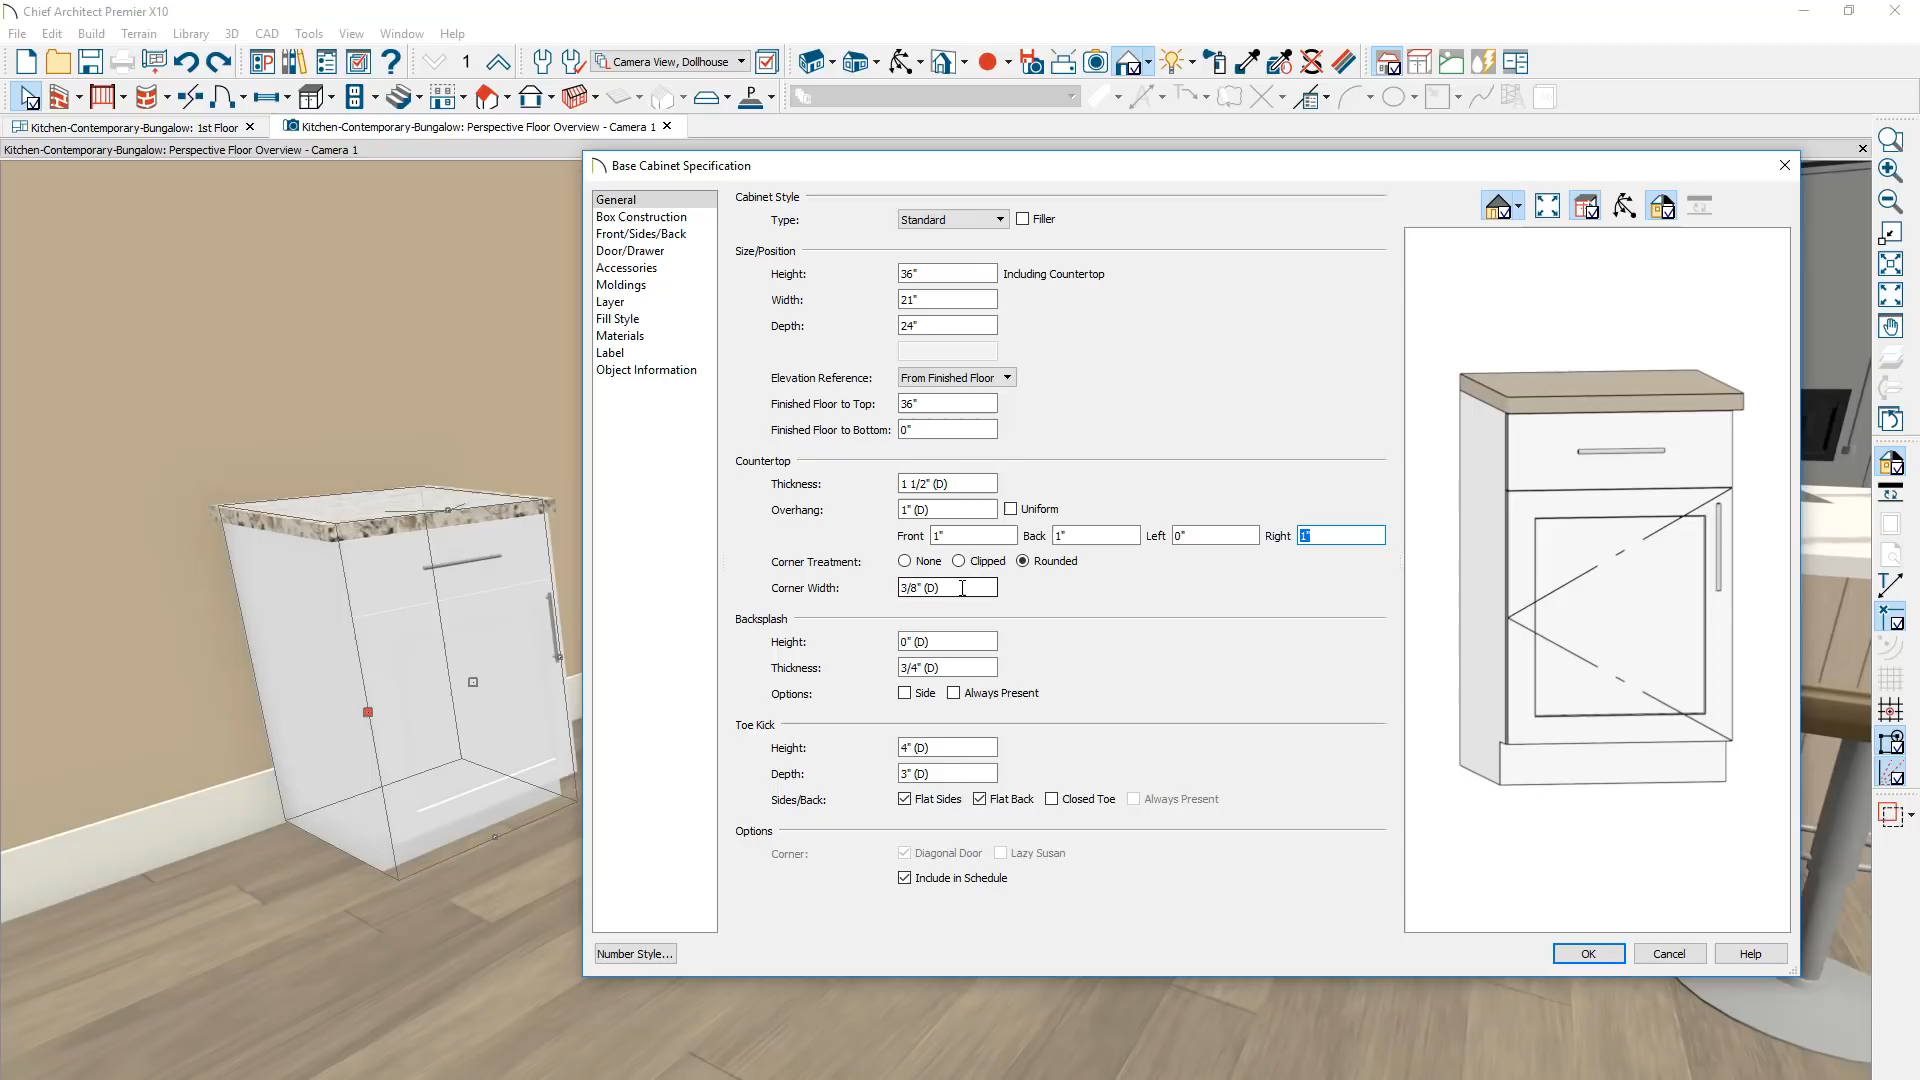 Chief Architect Premier X10
File Edit Build Terrain Library 3D Tools View CAD Window Help
1 Camera View, Dollhouse
Kitchen-Contemporary-Bungalow: 1st Floor
Kitchen-Contemporary-Bungalow: Perspective Floor Overview - Camera 1
Kitchen-Contemporary-Bungalow: Perspective Floor Overview - Camera 1
Base Cabinet Specification
General
Box Construction
Front/Sides/Back
Door/Drawer
Accessories
Moldings
Layer
Fill Style
Materials
Label
Object Information
Cabinet Style
Type: Standard Filler
Size/Position
Height: 36" Including Countertop
Width: 21"
Depth: 24"
Elevation Reference: From Finished Floor
Finished Floor to Top: 36"
Finished Floor to Bottom: 0"
Countertop
Thickness: 1 1/2" (D)
Overhang: 1" (D) Uniform
Front 1" Back 1" Left 0" Right 1"
Corner Treatment: None Clipped Rounded
Corner Width: 3/8" (D)
Backsplash
Height: 0" (D)
Thickness: 3/4" (D)
Options: Side Always Present
Toe Kick
Height: 4" (D)
Depth: 3" (D)
Sides/Back: Flat Sides Flat Back Closed Toe Always Present
Options
Corner: Diagonal Door Lazy Susan
Include in Schedule
Number Style... OK Cancel Help